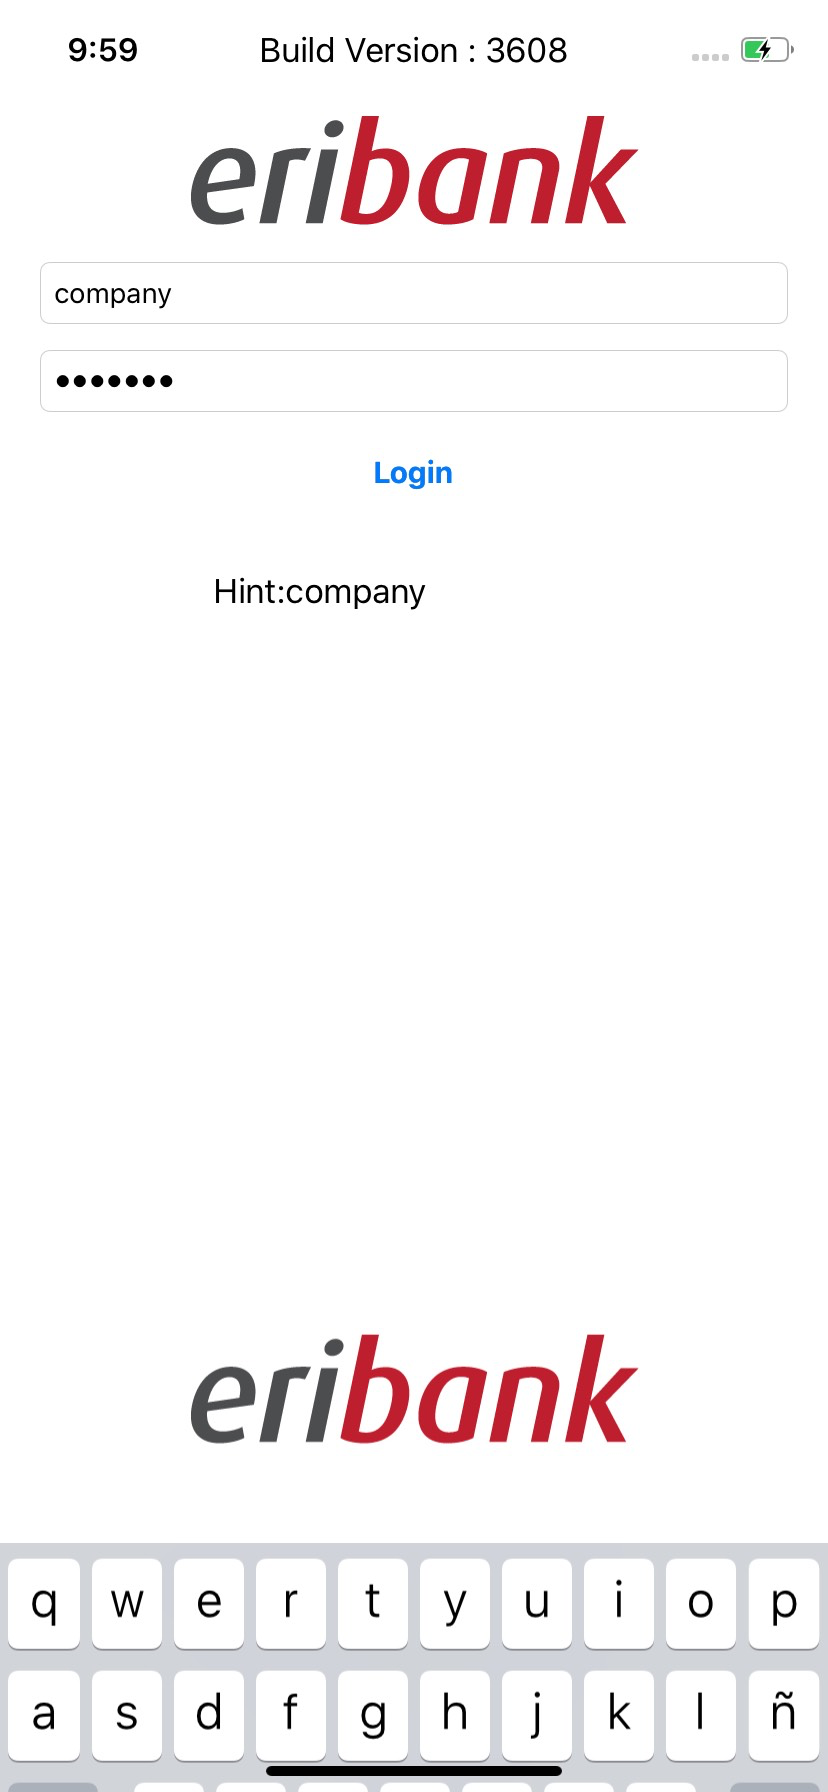 9:59 Build Version : 3608
eribank
company
•••••••
Login
Hint:company
eribank
q w e r t y u i o p
a s d f g h j k l ñ